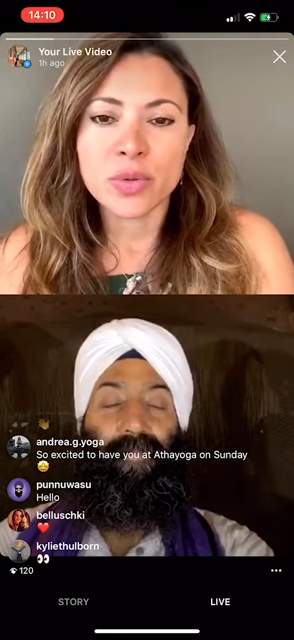 14:10
Your Live Video
1h ago
andrea.g.yoga
So excited to have you at Athayoga on Sunday
punnuwasu
Hello
belluschki
kyliethulborn
120
STORY
LIVE